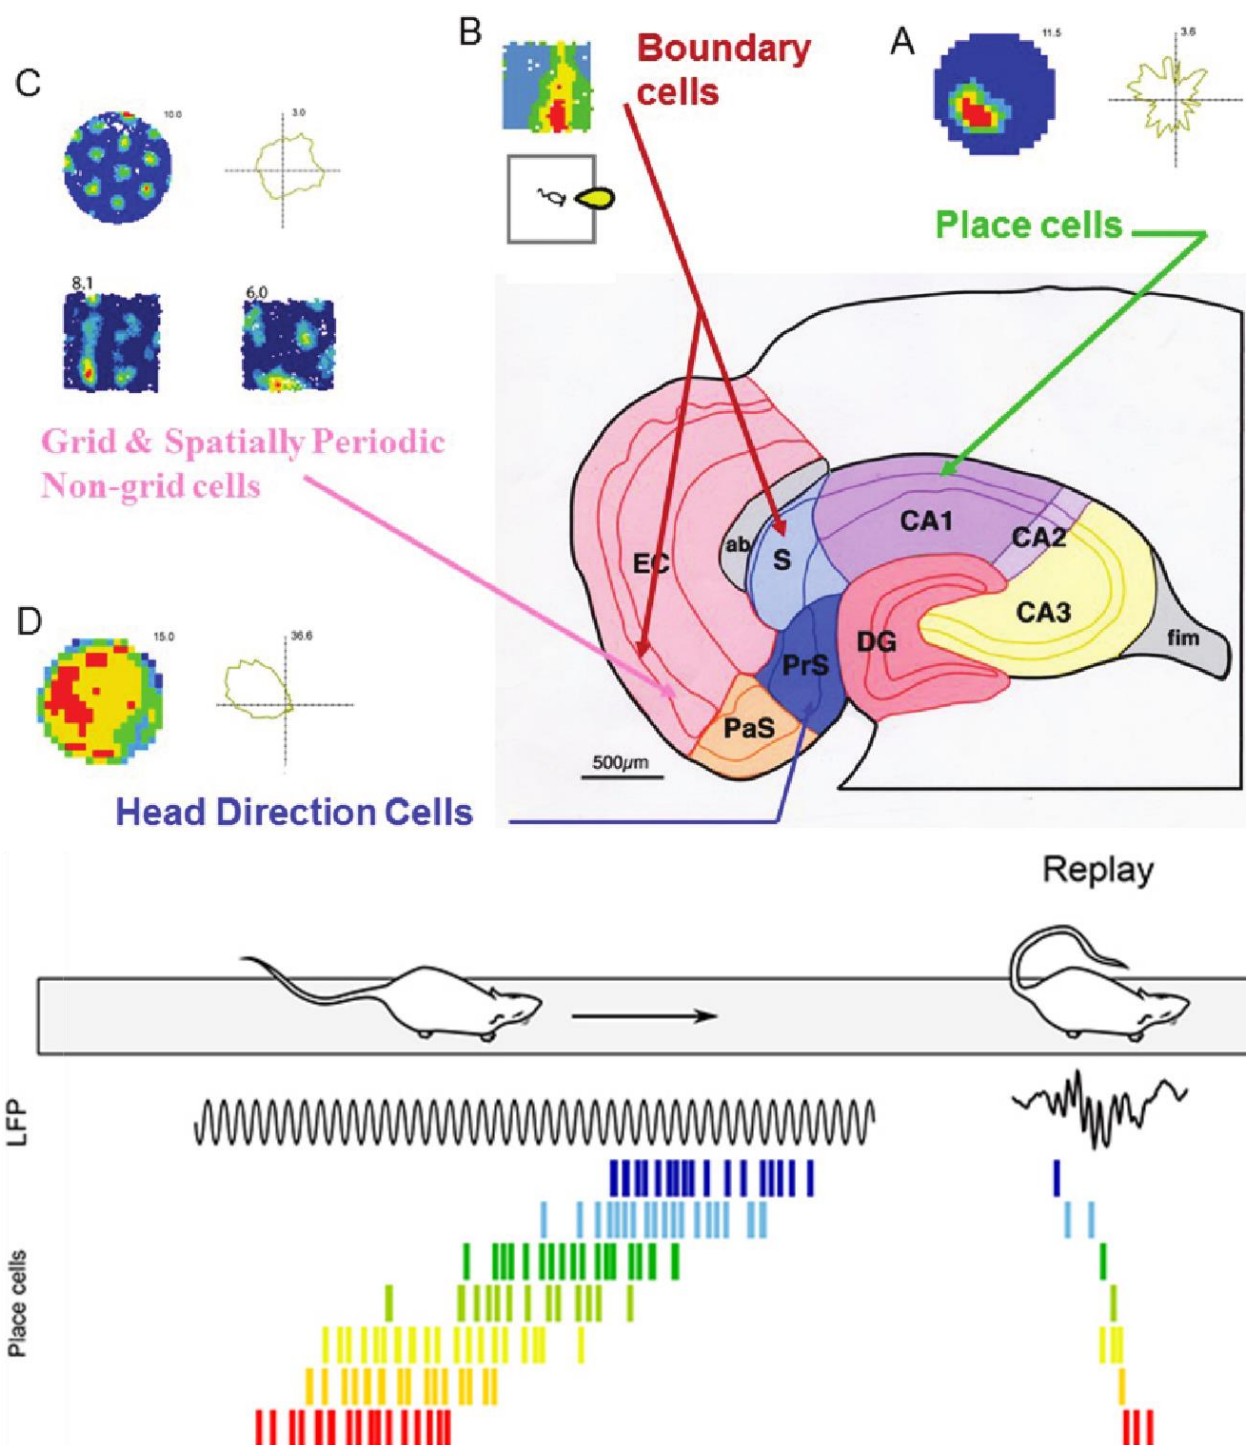 B
Boundary
cells
A
11.5
3.6
C
10.0
3.0
Place cells
8.1
6.0
Grid & Spatially Periodic
Non-grid cells
CA1
CA2
ab
S
EC
CA3
DG
fim
PrS
PaS
500μm
D
15.0
36.6
Head Direction Cells
Replay
LFP
Place cells